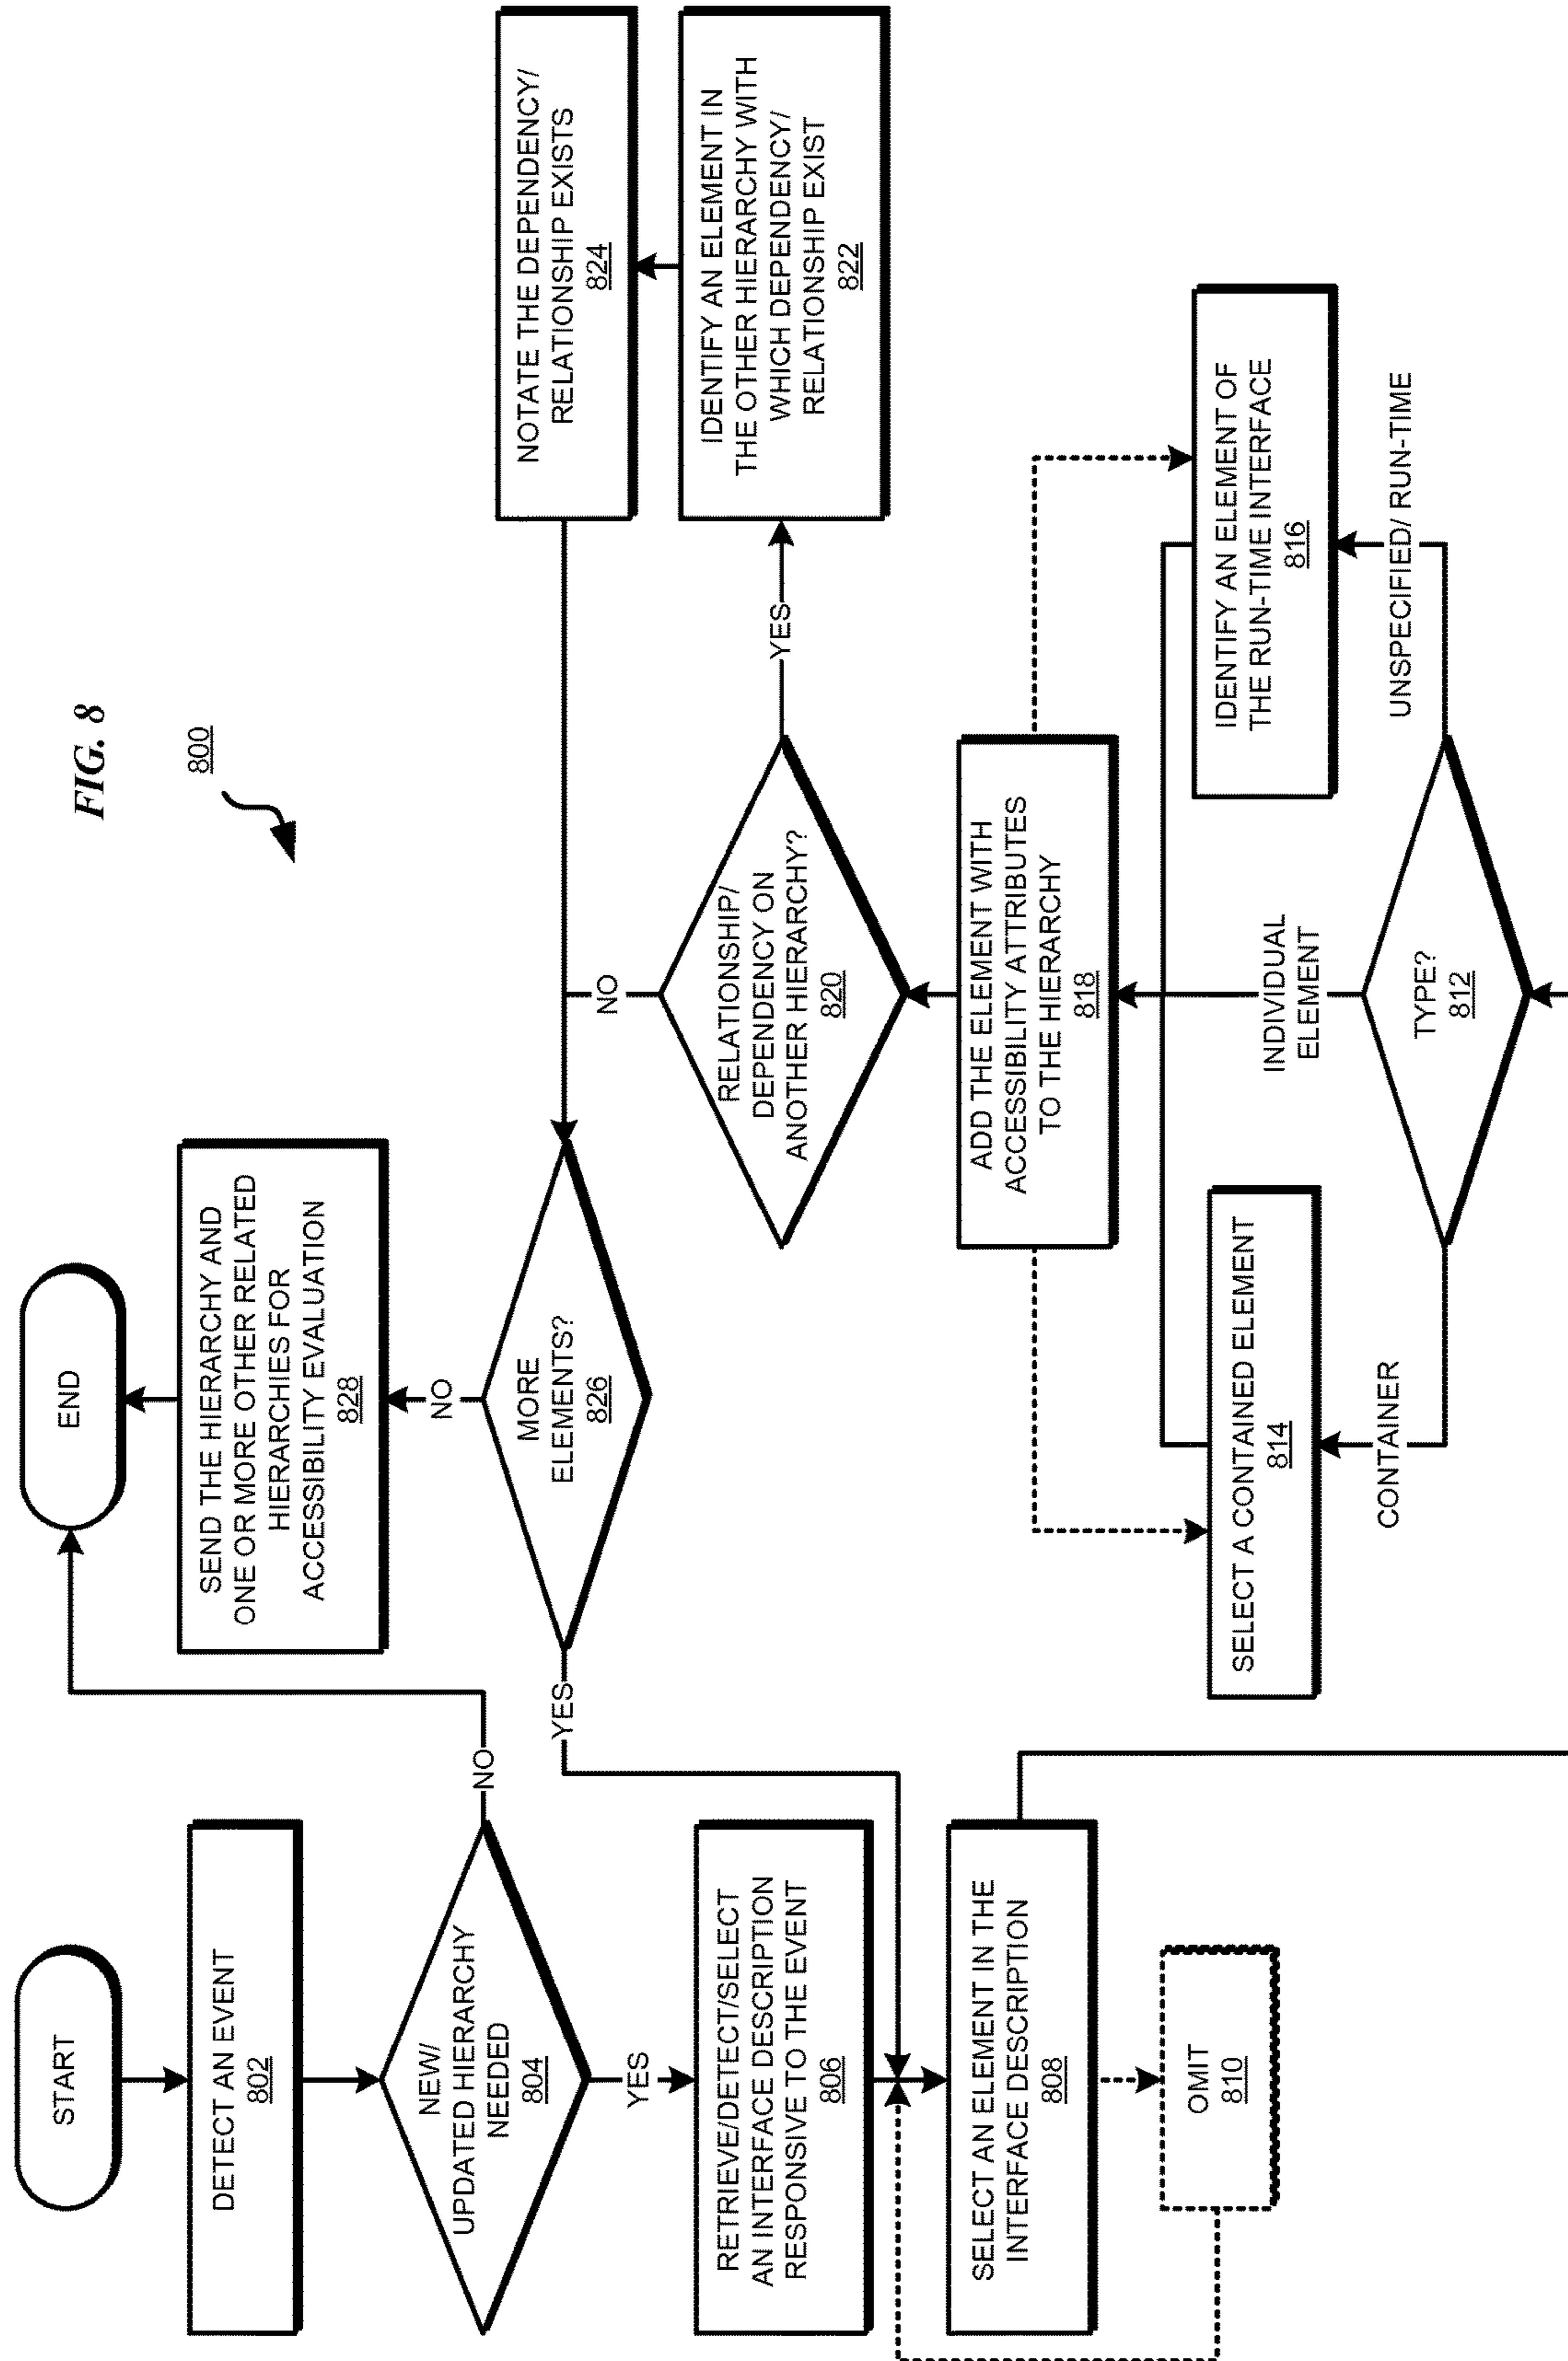 FIG. 8
800
START
DETECT AN EVENT
802
NEW/
UPDATED HIERARCHY
NEEDED
804
NO
YES
RETRIEVE/DETECT/SELECT
AN INTERFACE DESCRIPTION
RESPONSIVE TO THE EVENT
806
SELECT AN ELEMENT IN THE
INTERFACE DESCRIPTION
808
OMIT
810
END
SEND THE HIERARCHY AND
ONE OR MORE OTHER RELATED
HIERARCHIES FOR
ACCESSIBILITY EVALUATION
828
NO
MORE
ELEMENTS?
826
YES
NO
RELATIONSHIP/
DEPENDENCY ON
ANOTHER HIERARCHY?
820
YES
ADD THE ELEMENT WITH
ACCESSIBILITY ATTRIBUTES
TO THE HIERARCHY
818
SELECT A CONTAINED ELEMENT
814
CONTAINER
INDIVIDUAL
ELEMENT
TYPE?
812
NOTATE THE DEPENDENCY/
RELATIONSHIP EXISTS
824
IDENTIFY AN ELEMENT IN
THE OTHER HIERARCHY WITH
WHICH DEPENDENCY/
RELATIONSHIP EXIST
822
IDENTIFY AN ELEMENT OF
THE RUN-TIME INTERFACE
816
UNSPECIFIED/ RUN-TIME